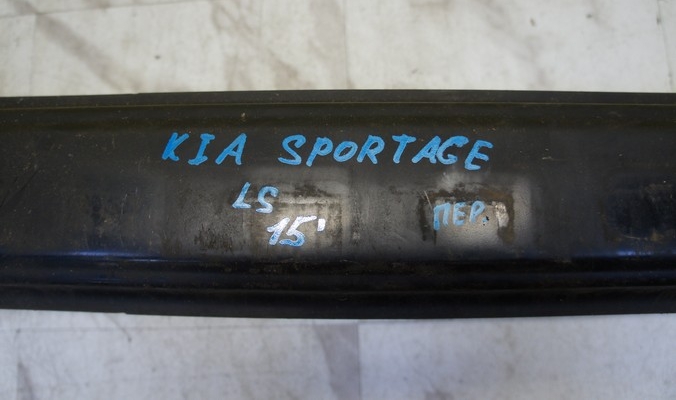 KIA SPORTAGE
LS
15'
ПЕР.